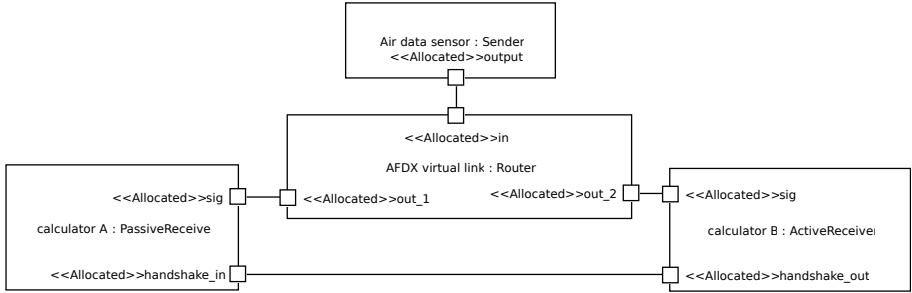 Air data sensor : Sender
<<Allocated>>output
<<Allocated>>in
AFDX virtual link : Router
<<Allocated>>sig
<<Allocated>>out_1
<<Allocated>>out_2
<<Allocated>>sig
calculator A : PassiveReceive
calculator B : ActiveReceiver
<<Allocated>>handshake_in
<<Allocated>>handshake_out